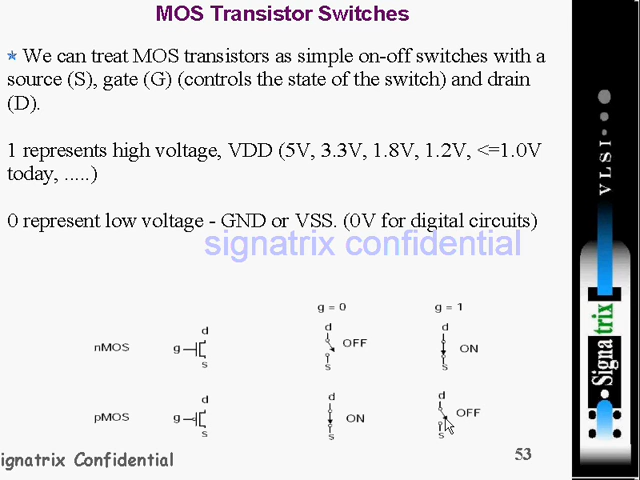 MOS Transistor Switches
We can treat MOS transistors as simple on-off switches with a
source (S), gate (G) (controls the state of the switch) and drain
(D).
1 represents high voltage, VDD (5V, 3.3V, 1.8V, 1.2V, <=1.0V
today, .....)
0 represent low voltage - GND or VSS. (0V for digital circuits)
signatrix confidential
g = 0
g = 1
nMOS
d
g
s
d
OFF
s
d
ON
s
pMOS
d
g
s
d
ON
s
d
OFF
s
ignatrix Confidential
53
VLSI
Signatrix